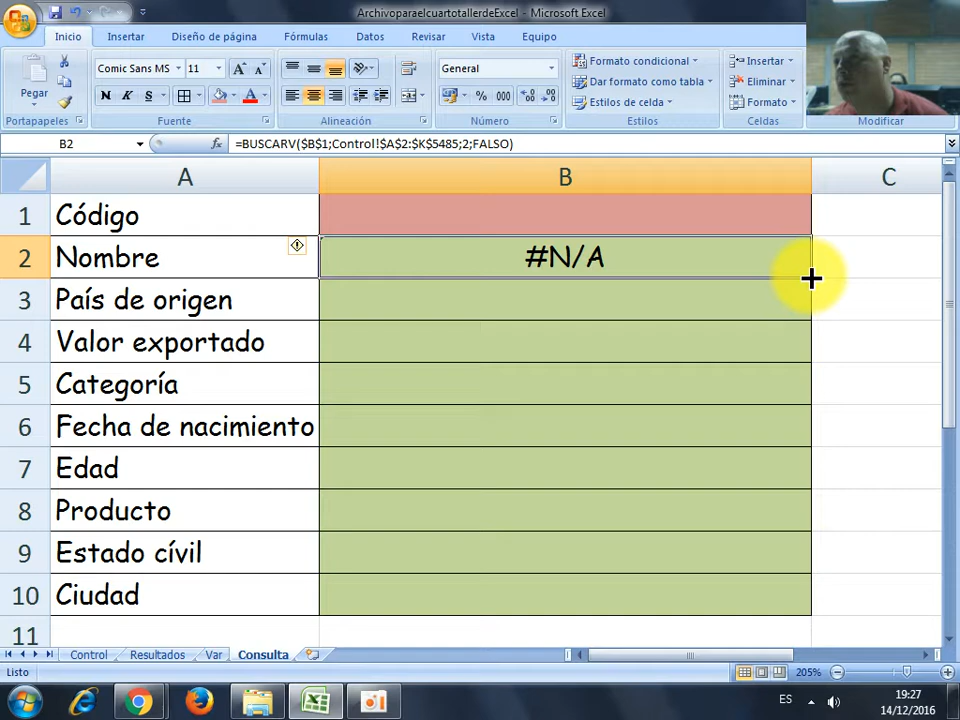 ArchivoparaelcuartotallerdeExcel - Microsoft Excel
Inicio Insertar Diseño de página Fórmulas Datos Revisar Vista Equipo
Pegar
Comic Sans MS 11
N K S
General
% 000
Formato condicional
Dar formato como tabla
Estilos de celda
Insertar
Eliminar
Formato
Portapapeles Fuente Alineación Número Estilos Celdas Modificar
B2 fx =BUSCARV($B$1;Control!$A$2:$K$5485;2;FALSO)
A B C
1 Código
2 Nombre #N/A
3 País de origen
4 Valor exportado
5 Categoría
6 Fecha de nacimiento
7 Edad
8 Producto
9 Estado cívil
10 Ciudad
11
Control Resultados Var Consulta
Listo 205%
ES 19:27
14/12/2016